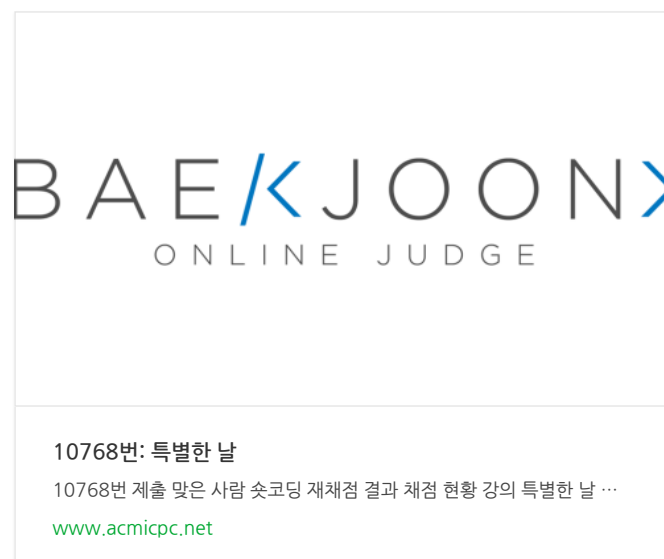 BAEKJOON
ONLINE JUDGE
10768번: 특별한 날
10768번 제출 맞은 사람 숏코딩 재채점 결과 채점 현황 강의 특별한 날 …
www.acmicpc.net